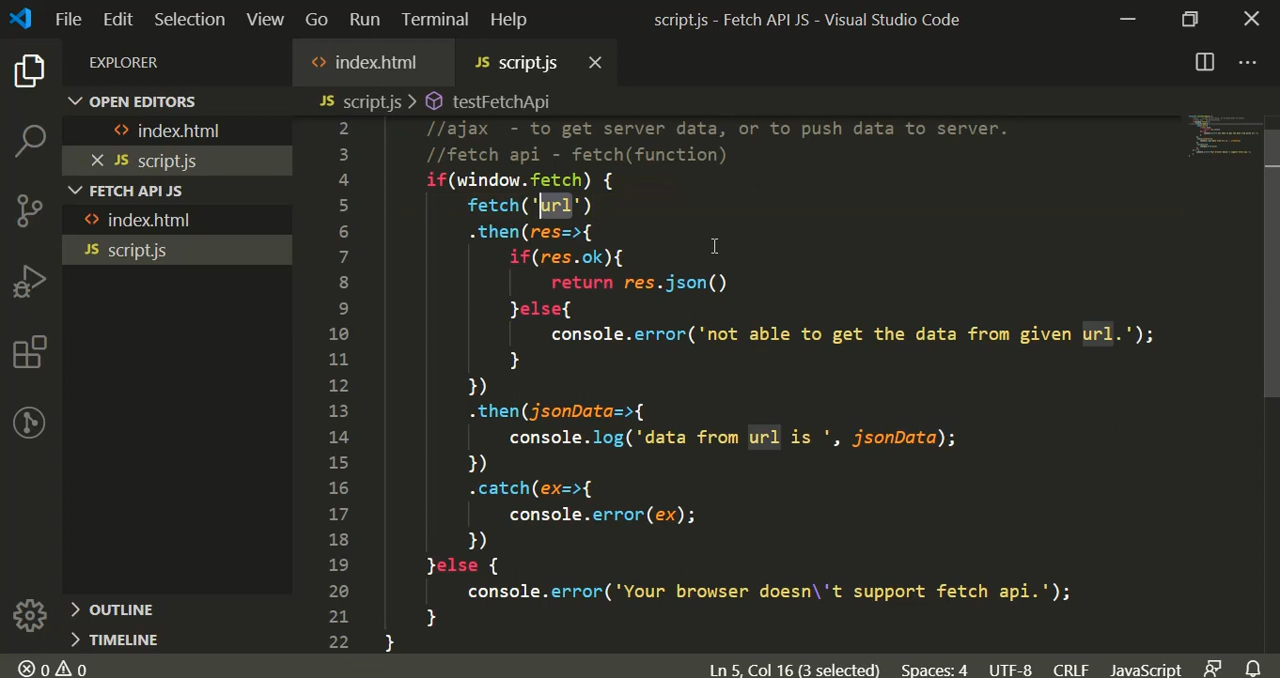 File Edit Selection View Go Run Terminal Help script.js - Fetch API JS - Visual Studio Code
EXPLORER
OPEN EDITORS
<> index.html
JS script.js
FETCH API JS
<> index.html
JS script.js
OUTLINE
TIMELINE
<> index.html JS script.js
JS script.js > testFetchApi
2 //ajax - to get server data, or to push data to server.
3 //fetch api - fetch(function)
4 if(window.fetch) {
5 fetch('url')
6 .then(res=>{
7 if(res.ok){
8 return res.json()
9 }else{
10 console.error('not able to get the data from given url.');
11 }
12 })
13 .then(jsonData=>{
14 console.log('data from url is ', jsonData);
15 })
16 .catch(ex=>{
17 console.error(ex);
18 })
19 }else {
20 console.error('Your browser doesn\'t support fetch api.');
21 }
22 }
0 0 Ln 5, Col 16 (3 selected) Spaces: 4 UTF-8 CRLF JavaScript